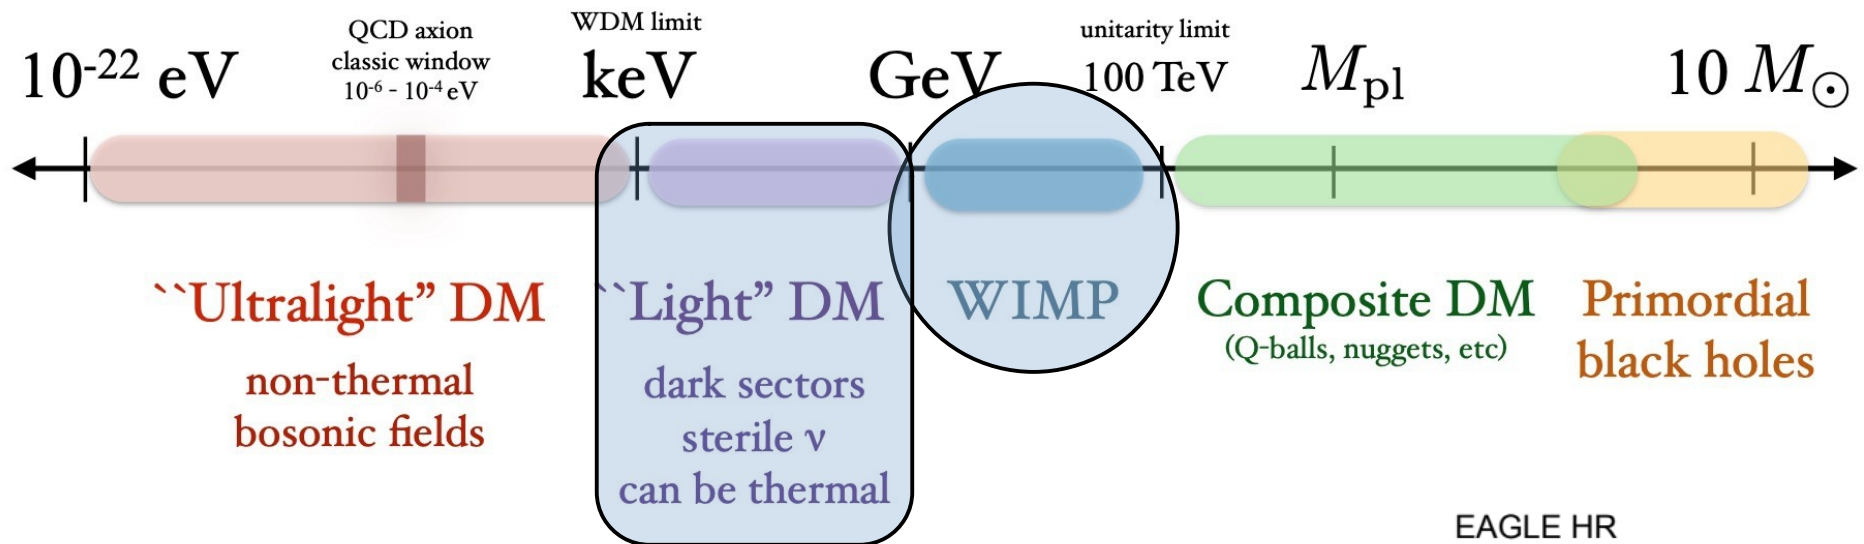 QCD axion
classic window
10⁻⁶ - 10⁻⁴ eV
WDM limit
unitarity limit
10⁻²² eV
keV
GeV
100 TeV
Mpl
10 M☉
``Ultralight” DM
non-thermal
bosonic fields
``Light” DM
dark sectors
sterile ν
can be thermal
WIMP
Composite DM
(Q-balls, nuggets, etc)
Primordial
black holes
EAGLE HR